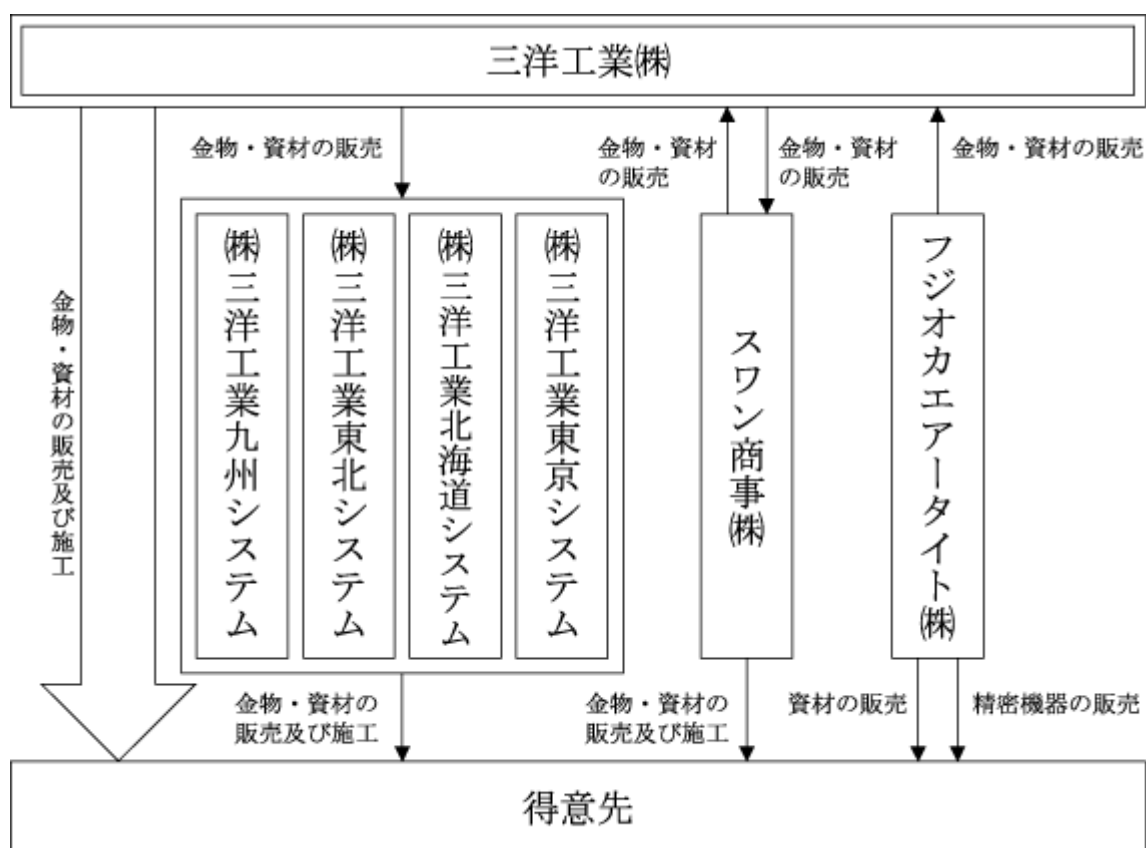 三洋工業㈱
金物・資材の販売
金物・資材
の販売
金物・資材
の販売
金物・資材の販売
金物・資材の販売及び施工
㈱三洋工業九州システム
㈱三洋工業東北システム
㈱三洋工業北海道システム
㈱三洋工業東京システム
スワン商事㈱
フジオカエアータイト㈱
金物・資材の
販売及び施工
金物・資材の
販売及び施工
資材の販売
精密機器の販売
得意先